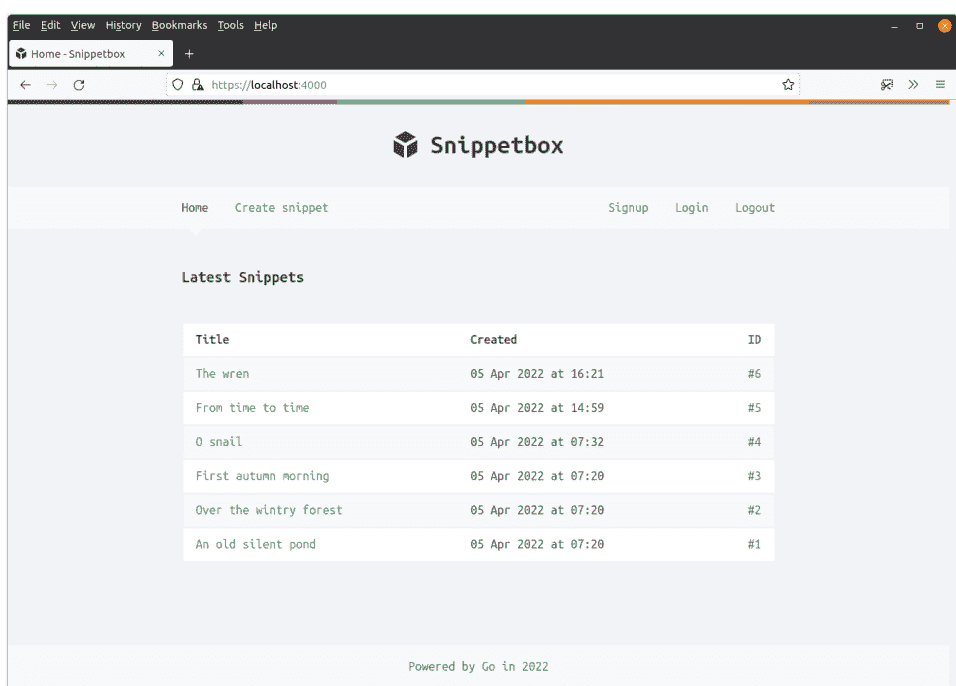 File Edit View History Bookmarks Tools Help
Home - Snippetbox
https://localhost:4000
Snippetbox
Home Create snippet Signup Login Logout
Latest Snippets
Title Created ID
The wren 05 Apr 2022 at 16:21 #6
From time to time 05 Apr 2022 at 14:59 #5
O snail 05 Apr 2022 at 07:32 #4
First autumn morning 05 Apr 2022 at 07:20 #3
Over the wintry forest 05 Apr 2022 at 07:20 #2
An old silent pond 05 Apr 2022 at 07:20 #1
Powered by Go in 2022